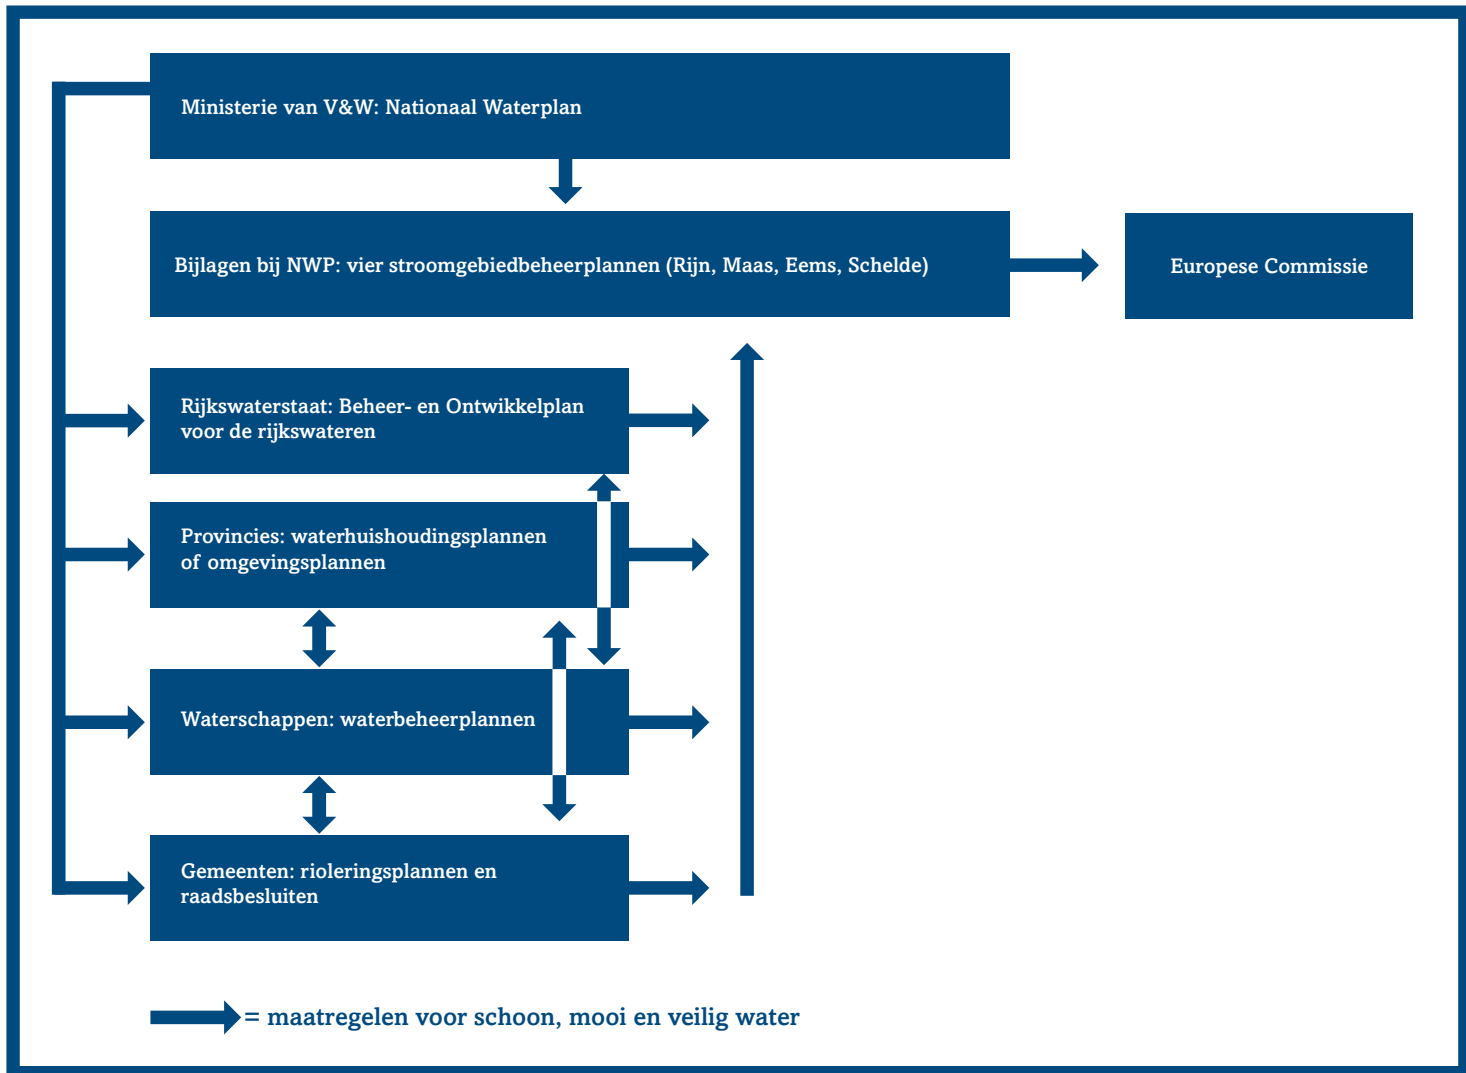 Ministerie van V&W: Nationaal Waterplan
Bijlagen bij NWP: vier stroomgebiedbeheerplannen (Rijn, Maas, Eems, Schelde)
Europese Commissie
Rijkswaterstaat: Beheer- en Ontwikkelplan
voor de rijkswateren
Provincies: waterhuishoudingsplannen
of omgevingsplannen
Waterschappen: waterbeheerplannen
Gemeenten: rioleringsplannen en
raadsbesluiten
= maatregelen voor schoon, mooi en veilig water